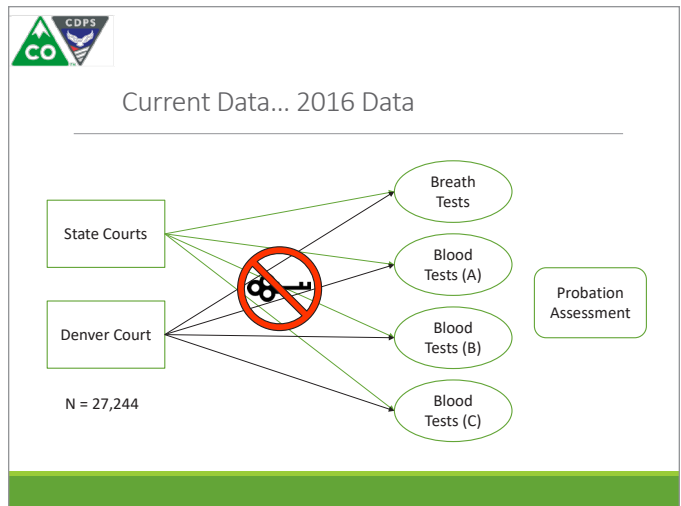 CDPS
CO
Current Data... 2016 Data
State Courts
Denver Court
N = 27,244
Breath
Tests
Blood
Tests (A)
Blood
Tests (B)
Blood
Tests (C)
Probation
Assessment